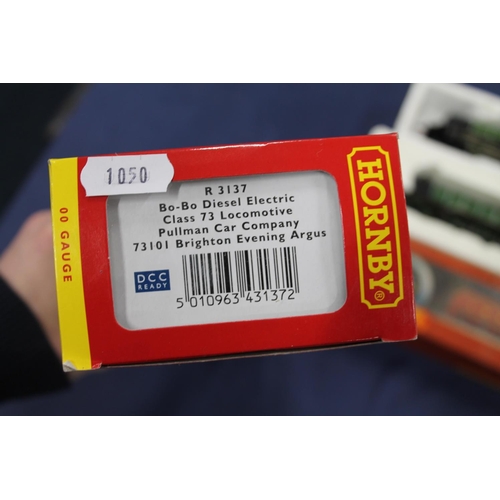 1050
R 3137
Bo-Bo Diesel Electric
Class 73 Locomotive
Pullman Car Company
73101 Brighton Evening Argus
DCC
READY
5 010963 431372
00 GAUGE
HORNBY®